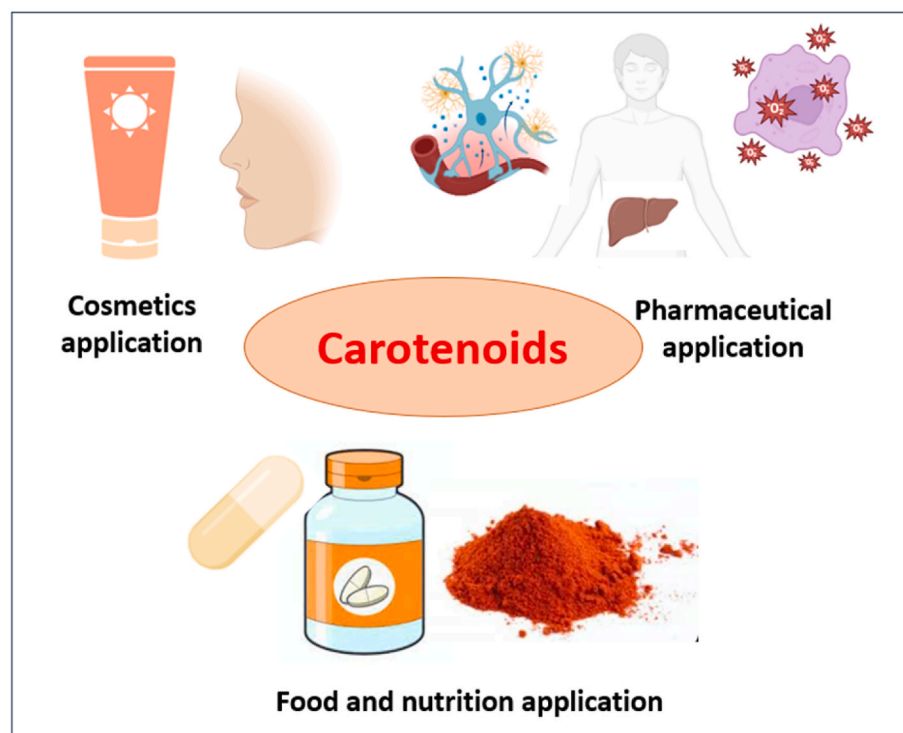 Cosmetics
application
Carotenoids
Pharmaceutical
application
Food and nutrition application